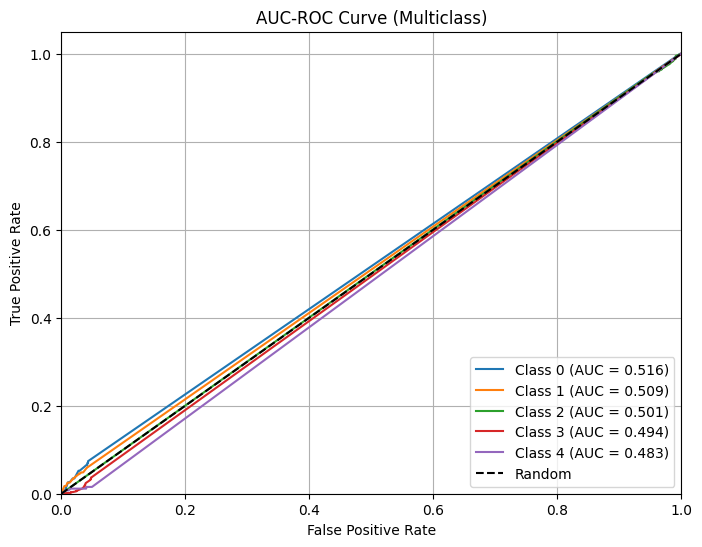 AUC-ROC Curve (Multiclass)
True Positive Rate
1.0
0.8
0.6
0.4
0.2
0.0
0.0 0.2 0.4 0.6 0.8 1.0
False Positive Rate
Class 0 (AUC = 0.516)
Class 1 (AUC = 0.509)
Class 2 (AUC = 0.501)
Class 3 (AUC = 0.494)
Class 4 (AUC = 0.483)
Random